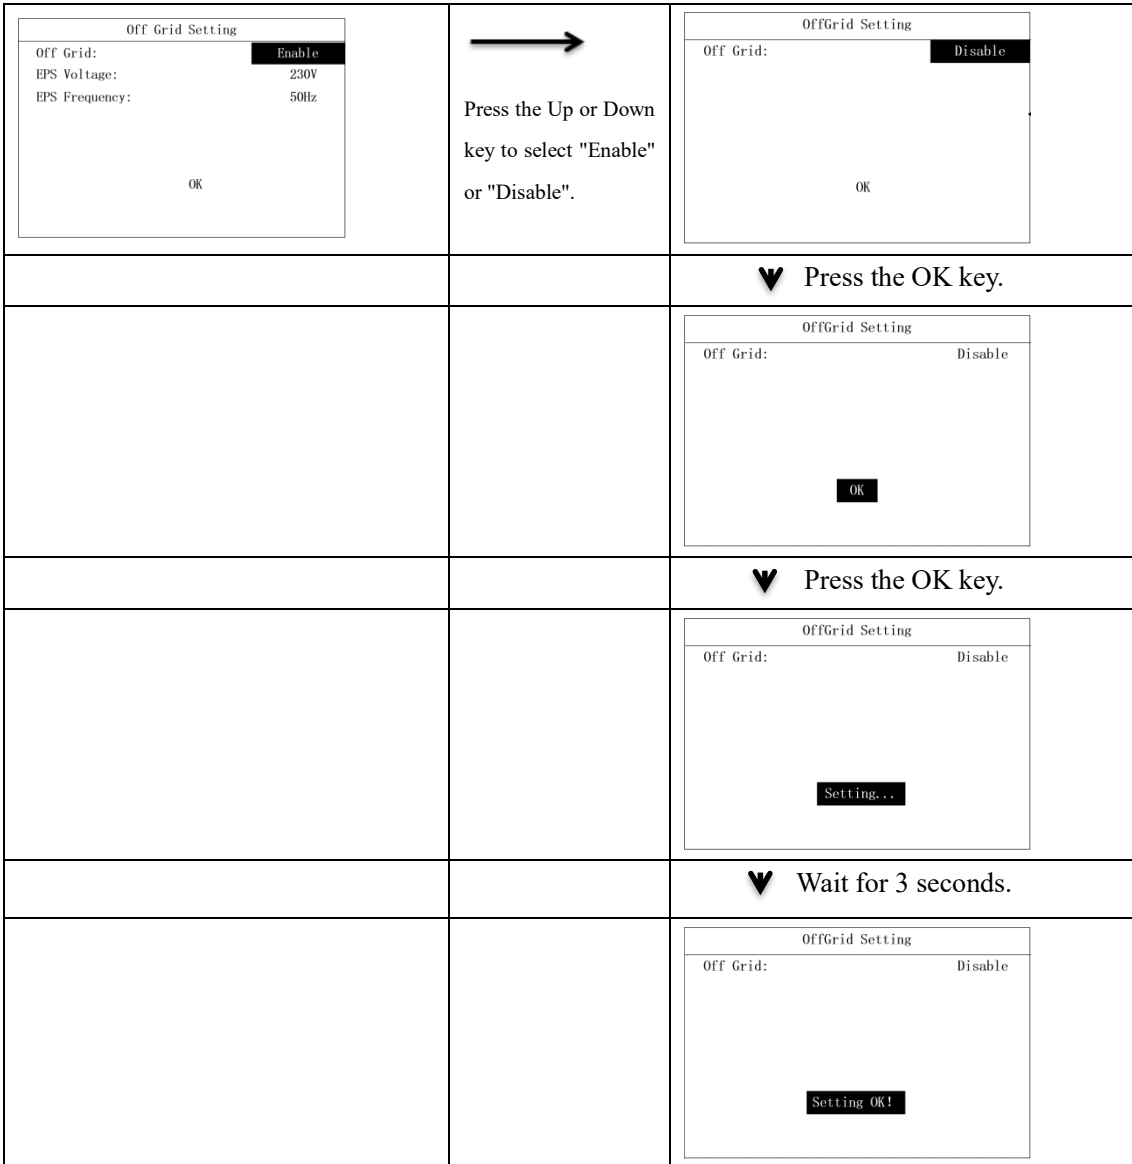 Off Grid Setting
Off Grid: Enable
EPS Voltage: 230V
EPS Frequency: 50Hz
OK
Press the Up or Down
key to select "Enable"
or "Disable".
OffGrid Setting
Off Grid: Disable
OK
Press the OK key.
OffGrid Setting
Off Grid: Disable
OK
Press the OK key.
OffGrid Setting
Off Grid: Disable
Setting...
Wait for 3 seconds.
OffGrid Setting
Off Grid: Disable
Setting OK!